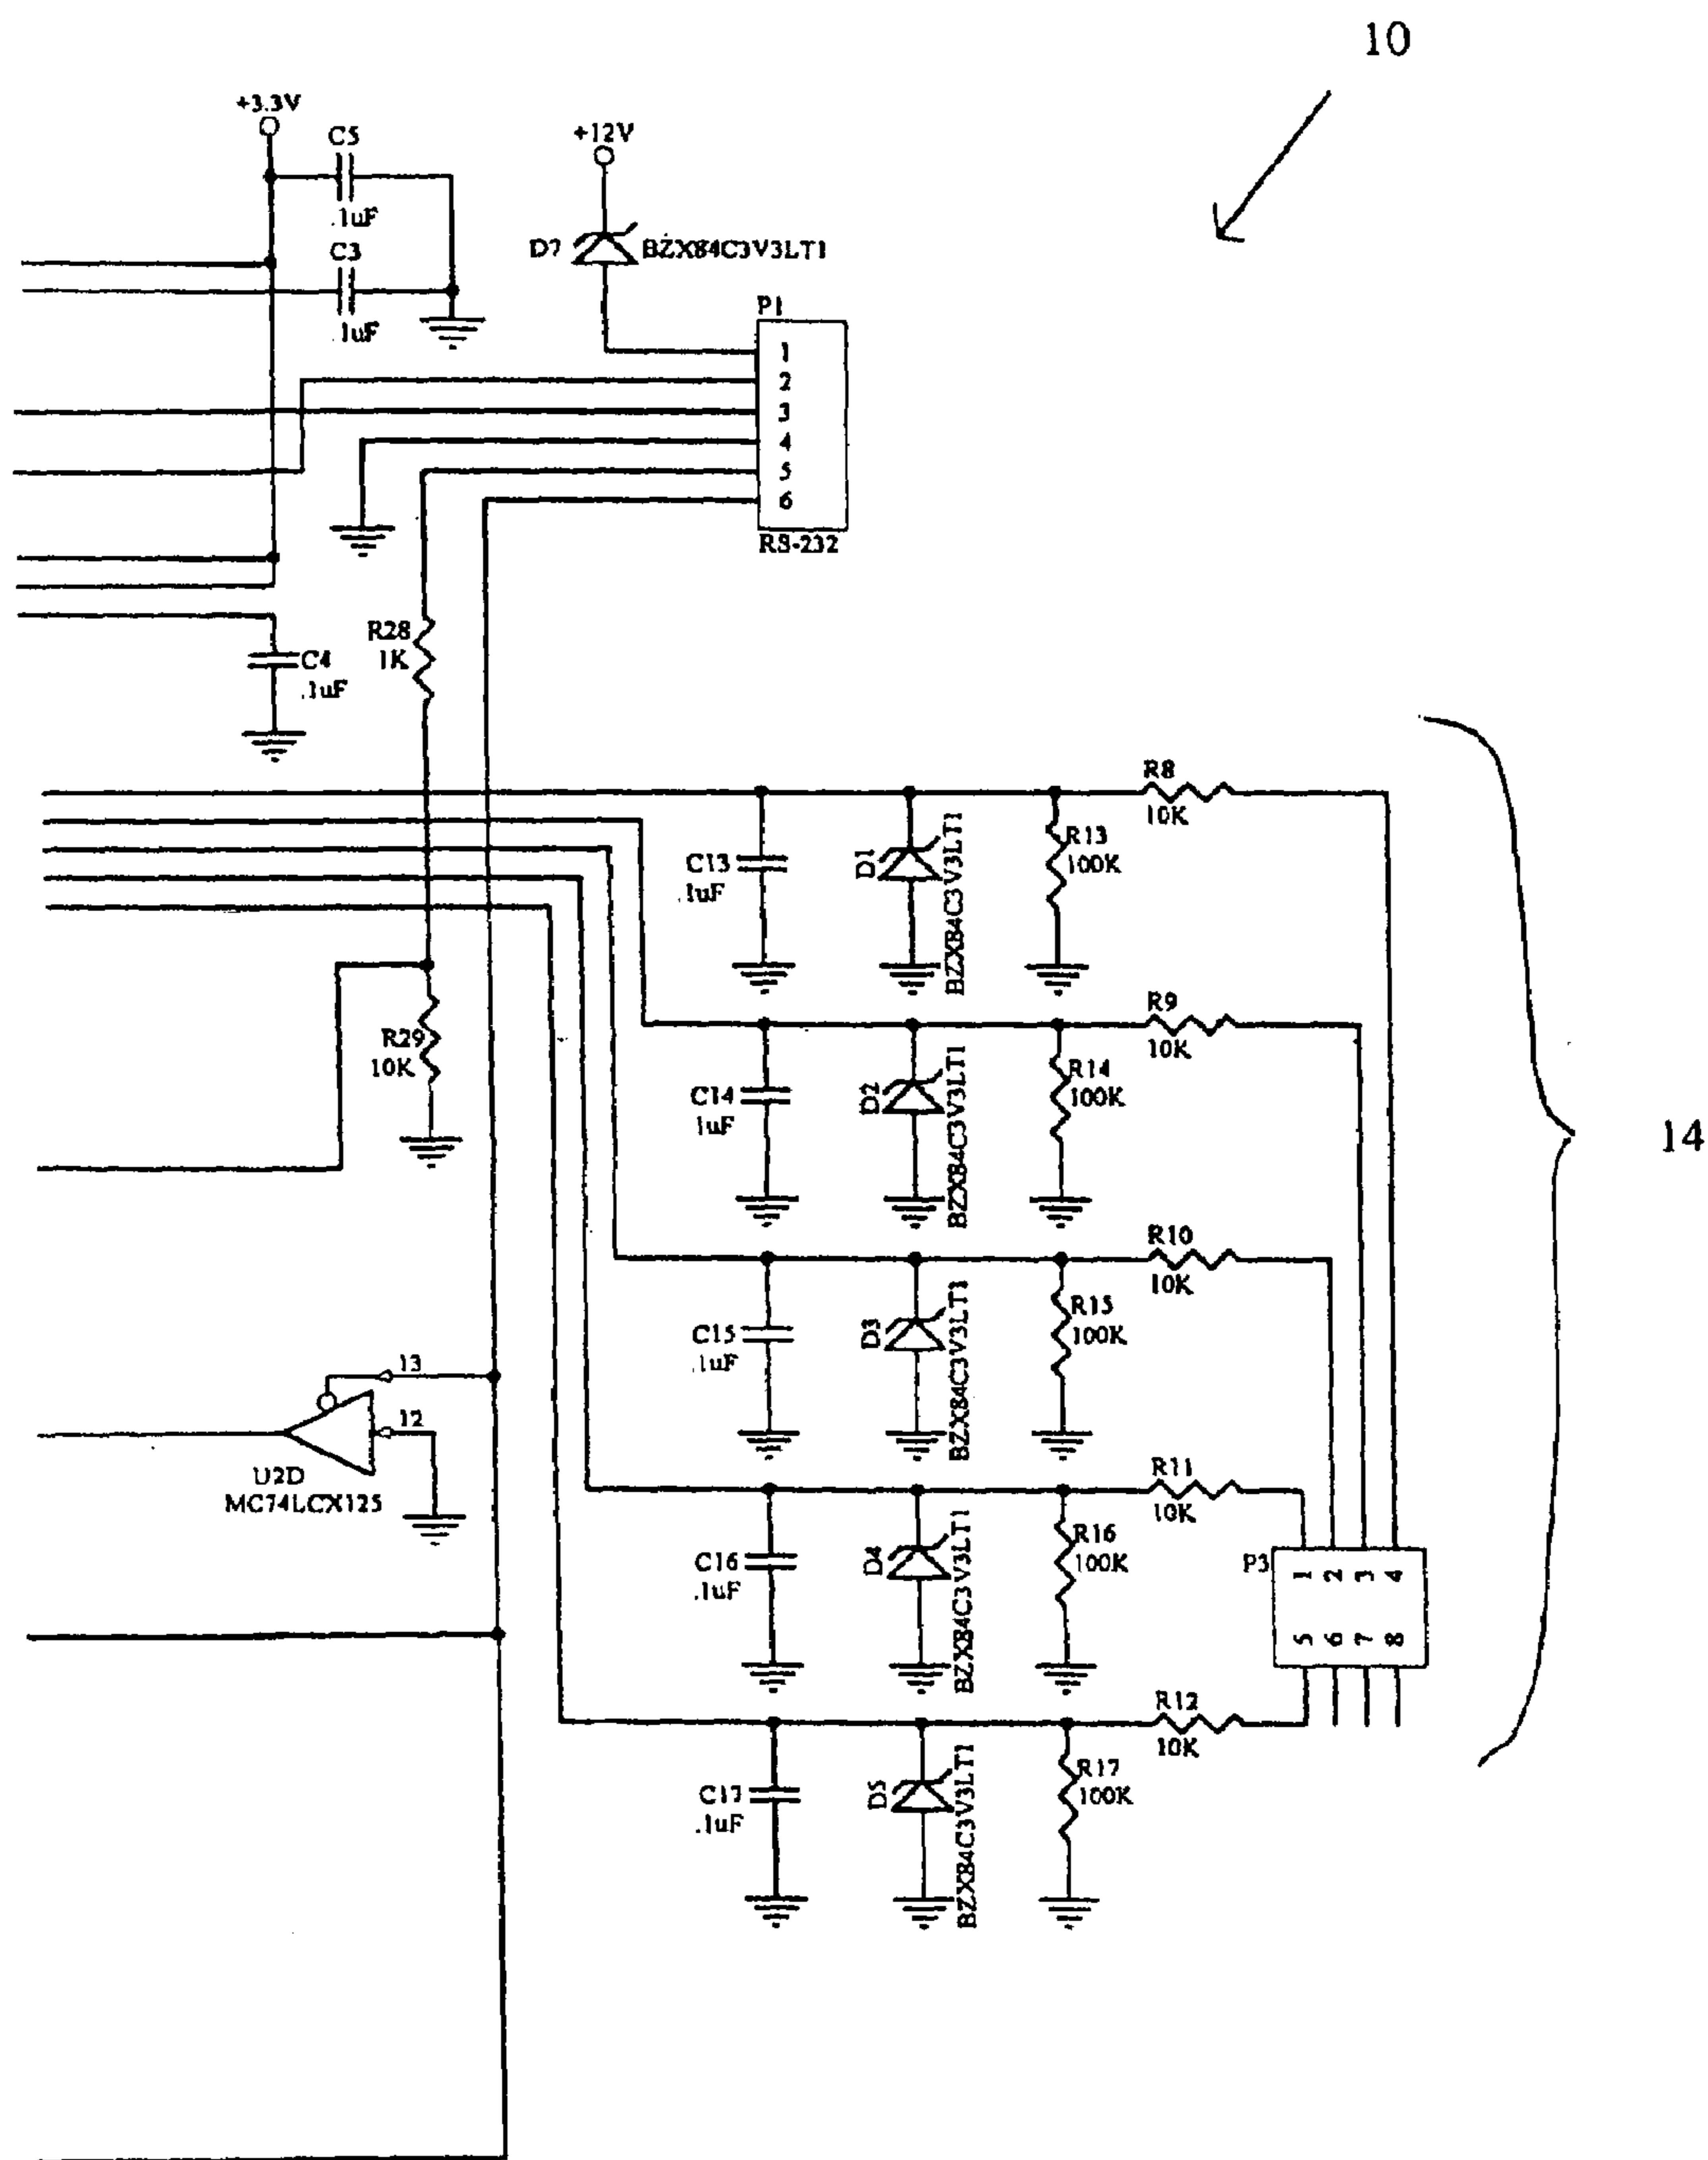 10
+3.3V
C5
.1uF
C3
.1uF
+12V
D7
BZX84C3V3LT1
P1
1
2
3
4
5
6
RS-232
R28
1K
C4
.1uF
R8
10K
C13
.1uF
D1
BZX84C3V3LT1
R13
100K
R9
10K
R29
10K
C14
.1uF
D2
BZX84C3V3LT1
R14
100K
14
R10
10K
C15
.1uF
D3
BZX84C3V3LT1
R15
100K
13
12
U2D
MC74LCX125
R11
10K
C16
.1uF
D4
BZX84C3V3LT1
R16
100K
P3
1 2 3 4
5 6 7 8
R12
10K
C17
.1uF
D5
BZX84C3V3LT1
R17
100K